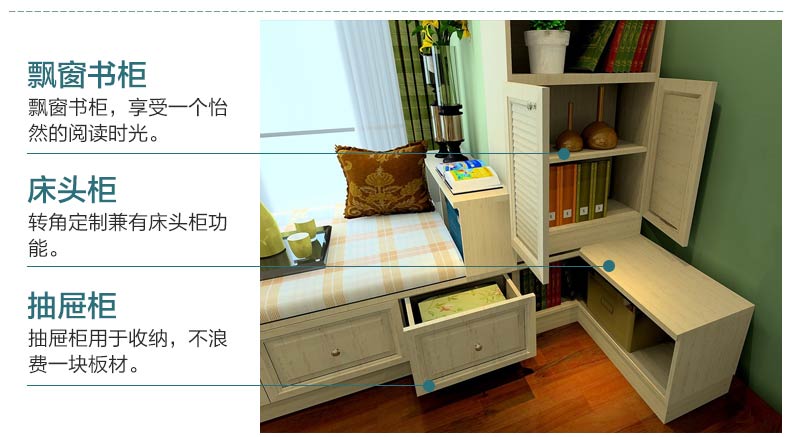 飘窗书柜
飘窗书柜，享受一个怡
然的阅读时光。
床头柜
转角定制兼有床头柜功
能。
抽屉柜
抽屉柜用于收纳，不浪
费一块板材。